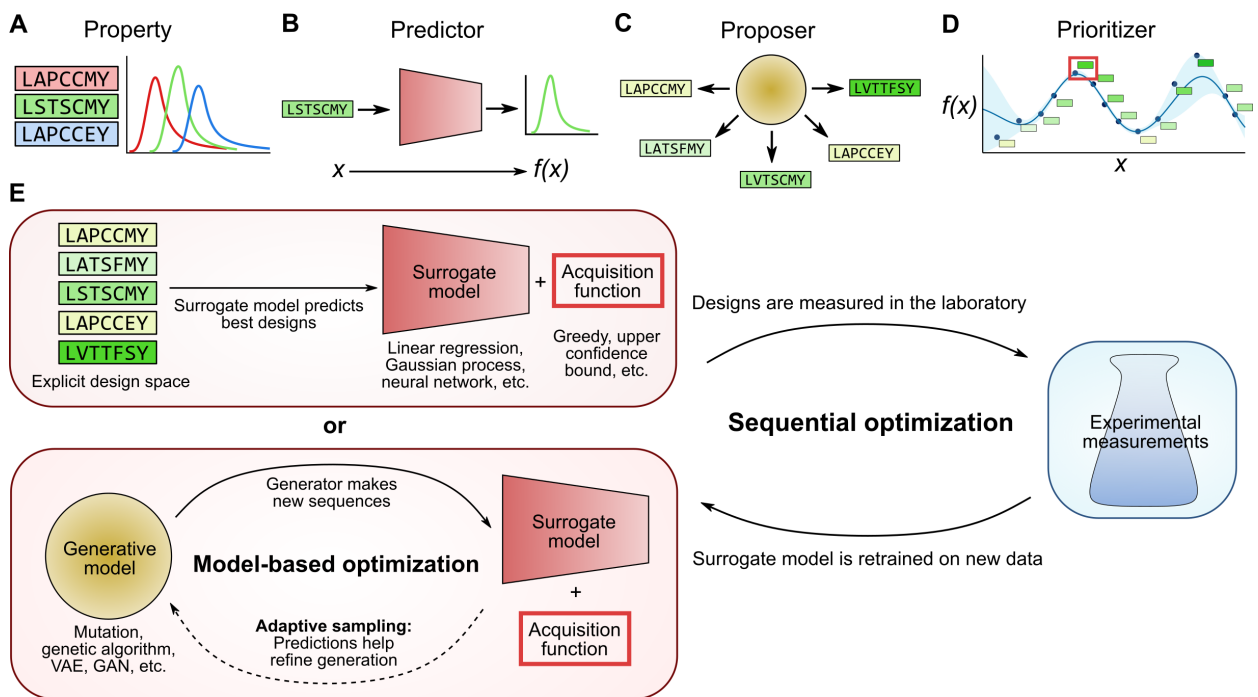 A
Property
LAPCCMY
LSTSCMY
LAPCCEY
B
Predictor
LSTSCMY
x
f(x)
C
Proposer
LAPCCMY
LVTTFSY
LATSFMY
LAPCCEY
LVTSCMY
D
Prioritizer
f(x)
x
E
LAPCCMY
LATSFMY
LSTSCMY
LAPCCEY
LVTTFSY
Explicit design space
Surrogate model predicts
best designs
Surrogate
model
+
Acquisition
function
Linear regression,
Gaussian process,
neural network, etc.
Greedy, upper
confidence
bound, etc.
or
Generative
model
Mutation,
genetic algorithm,
VAE, GAN, etc.
Generator makes
new sequences
Model-based optimization
Adaptive sampling:
Predictions help
refine generation
Surrogate
model
+
Acquisition
function
Designs are measured in the laboratory
Sequential optimization
Surrogate model is retrained on new data
Experimental
measurements